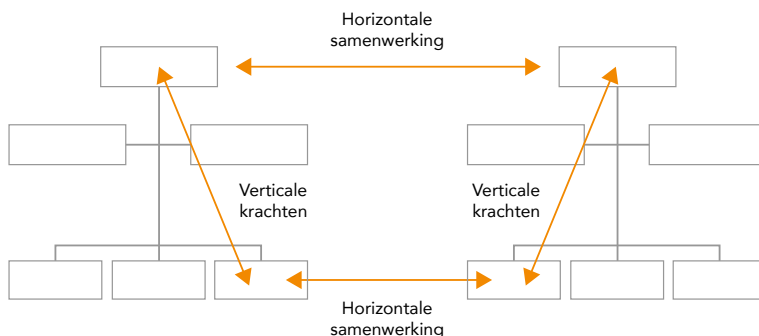 Horizontale
samenwerking
Verticale
krachten
Verticale
krachten
Horizontale
samenwerking